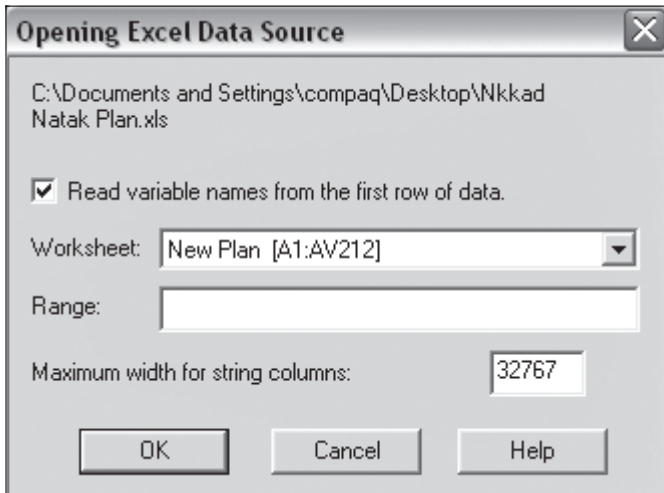 Opening Excel Data Source
C:\Documents and Settings\compaq\Desktop\Nkkad
Natak Plan.xls
Read variable names from the first row of data.
Worksheet: New Plan [A1:AV212]
Range:
Maximum width for string columns: 32767
OK Cancel Help